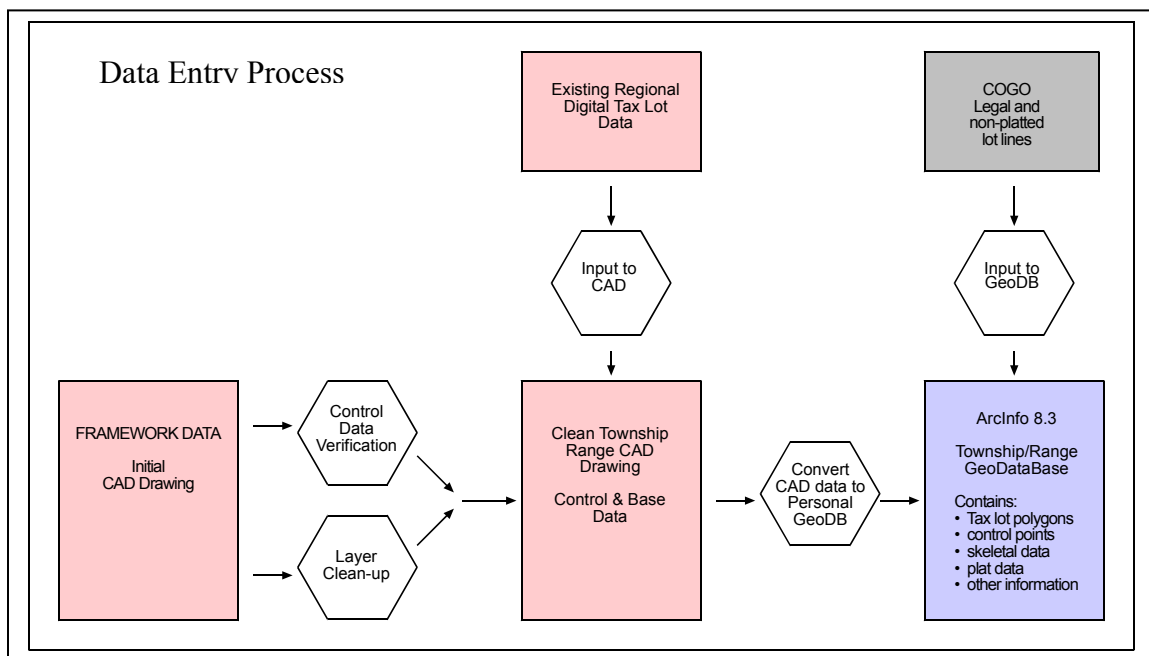 Data Entry Process
Existing Regional
Digital Tax Lot
Data
COGO
Legal and
non-platted
lot lines
Input to
CAD
Input to
GeoDB
FRAMEWORK DATA
Initial
CAD Drawing
Control
Data
Verification
Layer
Clean-up
Clean Township
Range CAD
Drawing
Control & Base
Data
Convert
CAD data to
Personal
GeoDB
ArcInfo 8.3
Township/Range
GeoDataBase
Contains:
• Tax lot polygons
• control points
• skeletal data
• plat data
• other information